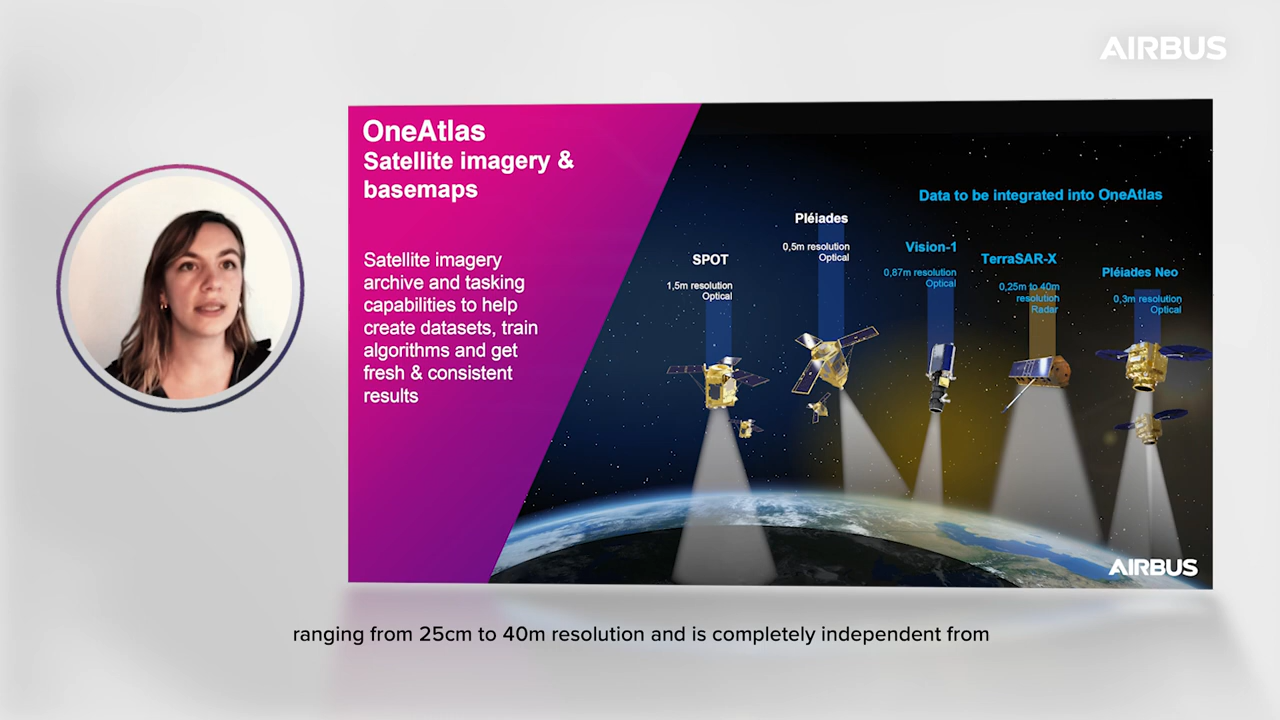 AIRBUS
OneAtlas
Satellite imagery &
basemaps
Satellite imagery
archive and tasking
capabilities to help
create datasets, train
algorithms and get
fresh & consistent
results
Data to be integrated into OneAtlas
SPOT
1,5m resolution
Optical
Pléiades
0,5m resolution
Optical
Vision-1
0,87m resolution
Optical
TerraSAR-X
0,25m to 40m
resolution
Radar
Pléiades Neo
0,3m resolution
Optical
AIRBUS
ranging from 25cm to 40m resolution and is completely independent from